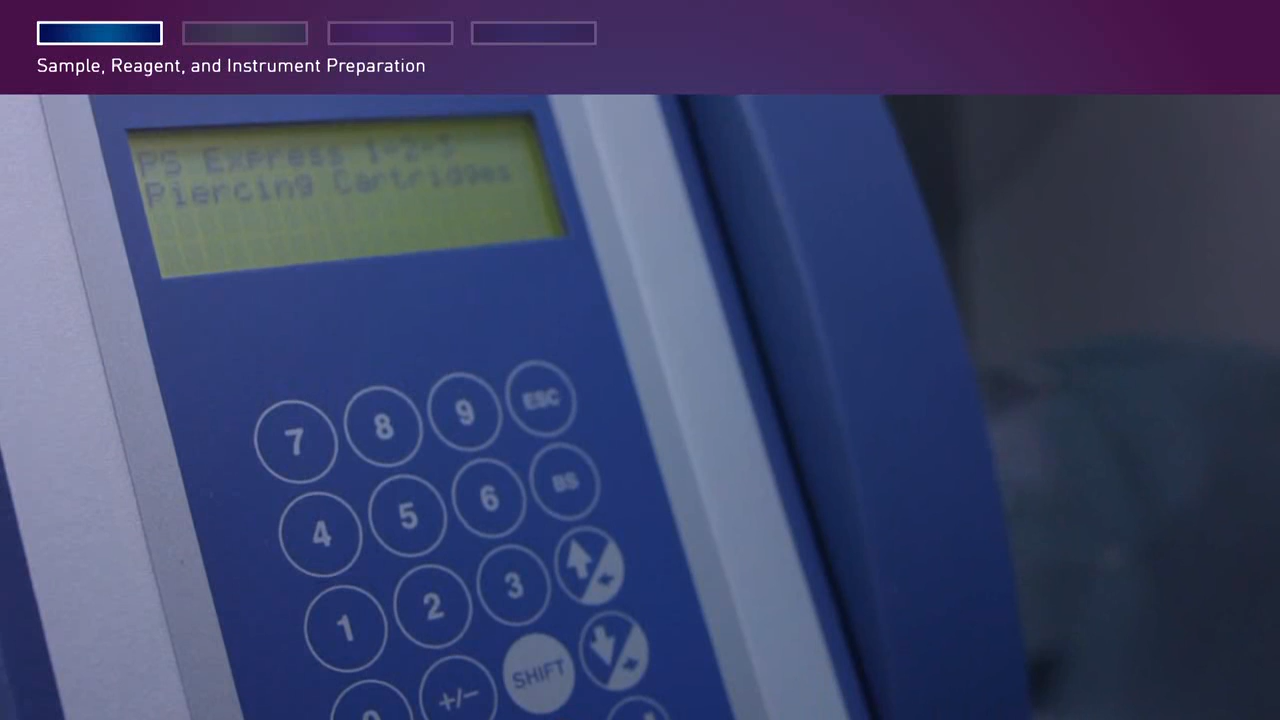 Sample, Reagent, and Instrument Preparation
PS Express 1-2-3
Piercing Cartridges
7 8 9 ESC
4 5 6 BS
1 2 3
0 +/− SHIFT